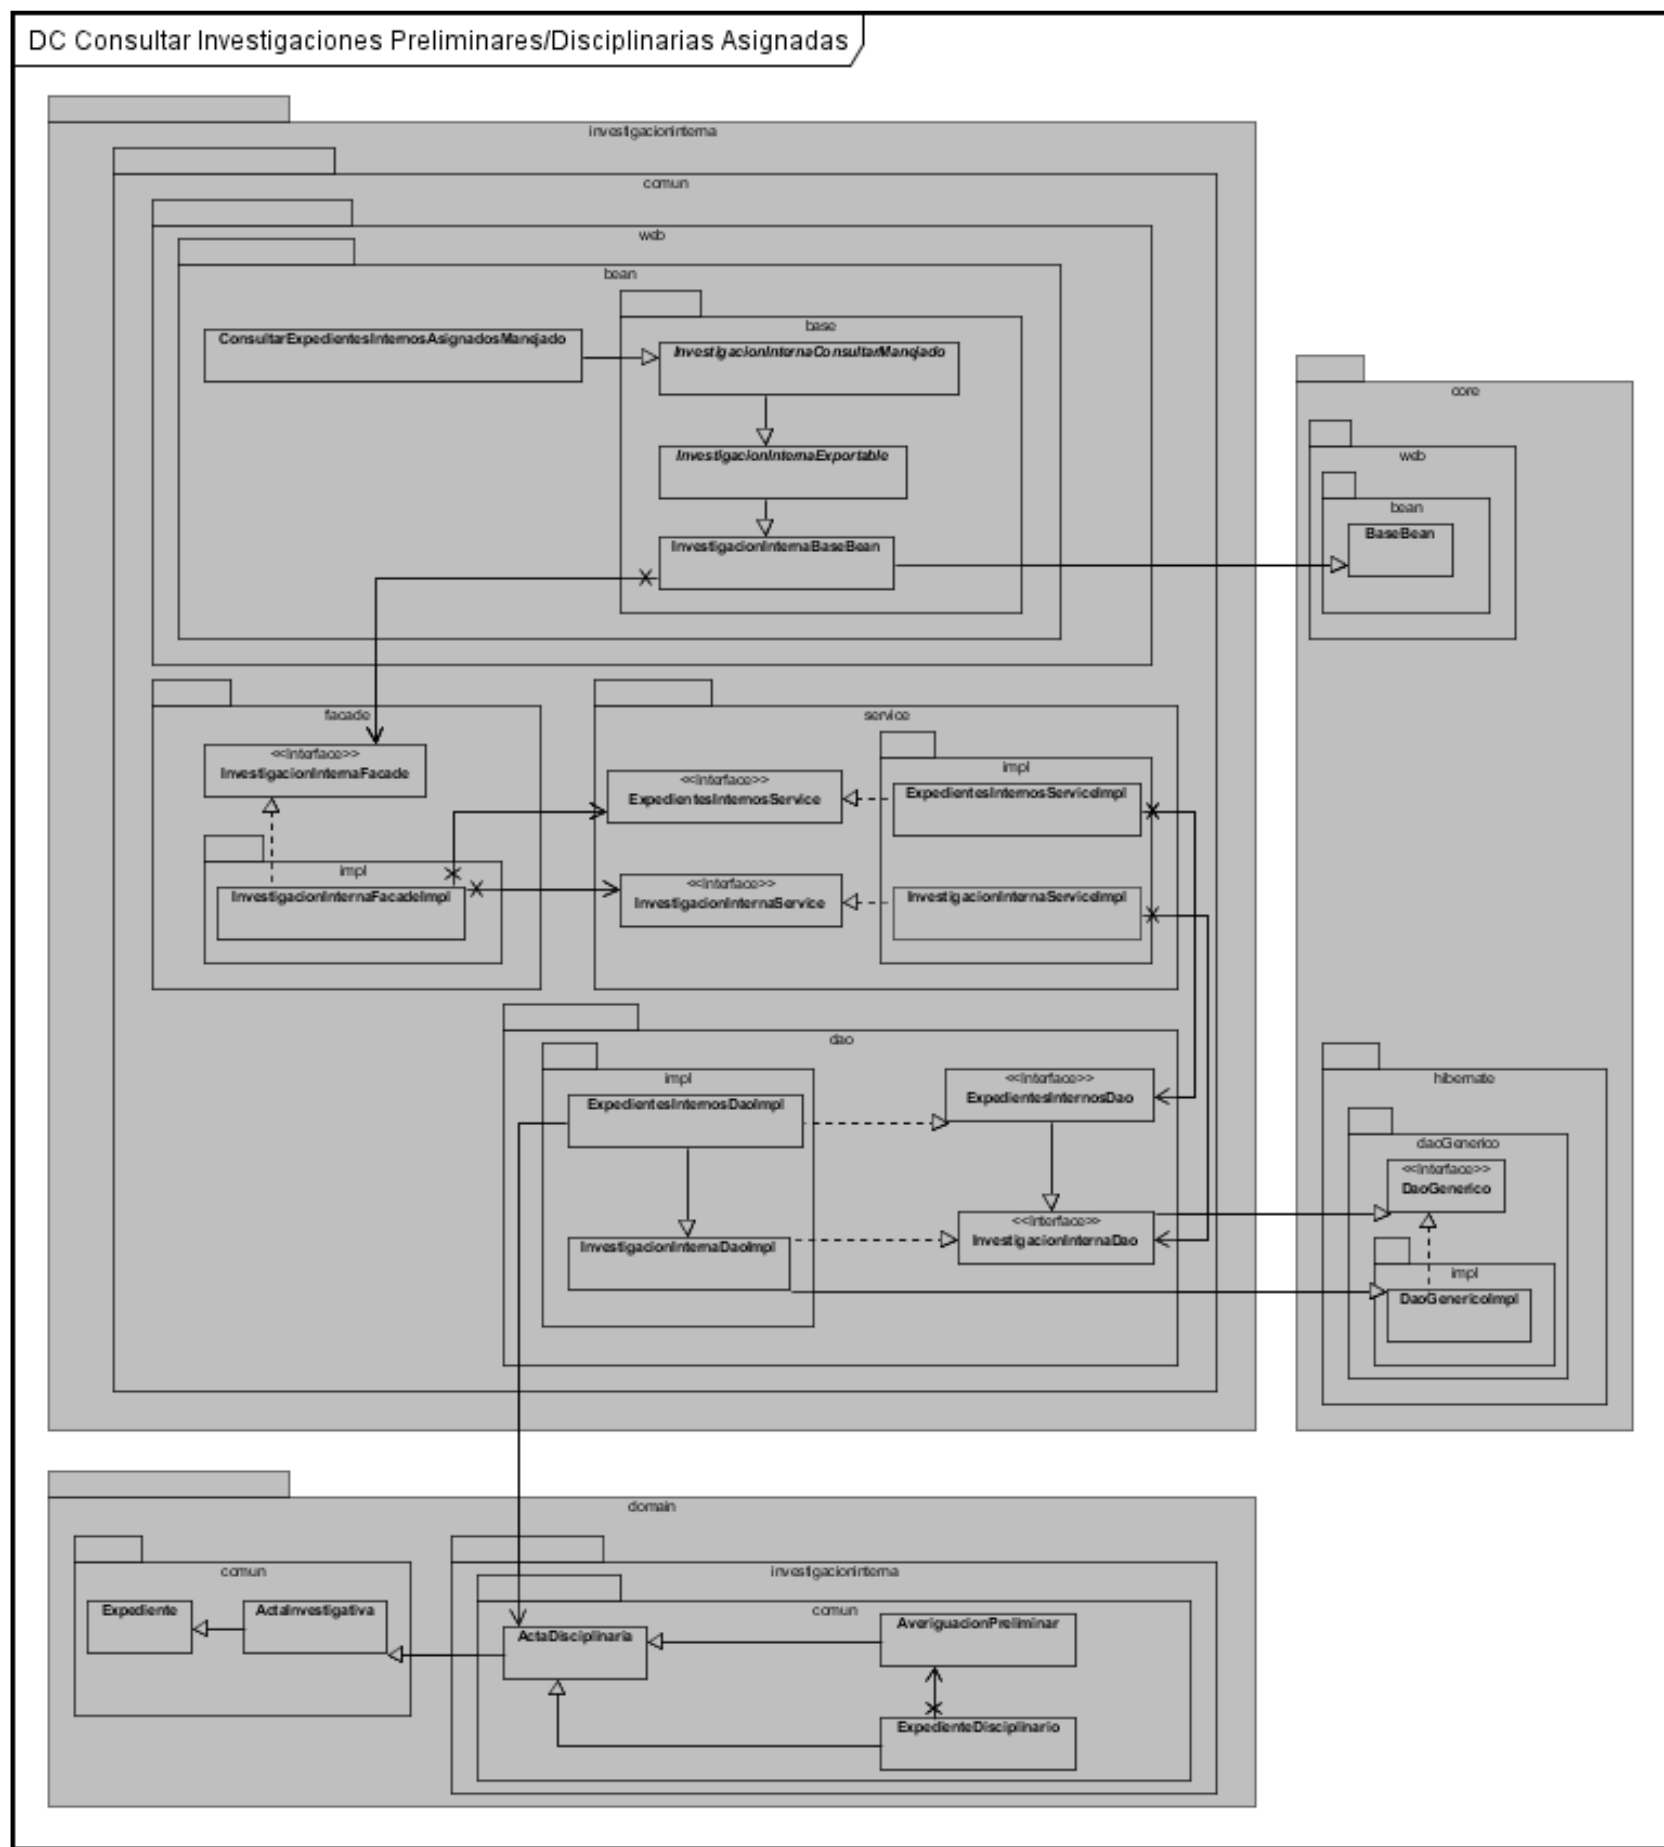 DC Consultar Investigaciones Preliminares/Disciplinarias Asignadas
investigacioninterna
comun
web
bean
base
ConsultarExpedientesInternosAsignadosManejado
InvestigacionInternaConsultarManejado
InvestigacionInternaExportable
InvestigacionInternaBaseBean
core
web
bean
BaseBean
facade
<<Interface>>
InvestigacionInternaFacade
impl
InvestigacionInternaFacadeImpl
service
<<Interface>>
ExpedientesInternosService
<<Interface>>
InvestigacionInternaService
impl
ExpedientesInternosServiceImpl
InvestigacionInternaServiceImpl
dao
impl
ExpedientesInternosDaoImpl
InvestigacionInternaDaoImpl
<<Interface>>
ExpedientesInternosDao
<<Interface>>
InvestigacionInternaDao
hibernate
daoGenerico
<<Interface>>
DaoGenerico
impl
DaoGenericoImpl
domain
comun
Expediente
ActaInvestigativa
investigacioninterna
comun
ActaDisciplinaria
AveriguacionPreliminar
ExpedienteDisciplinario